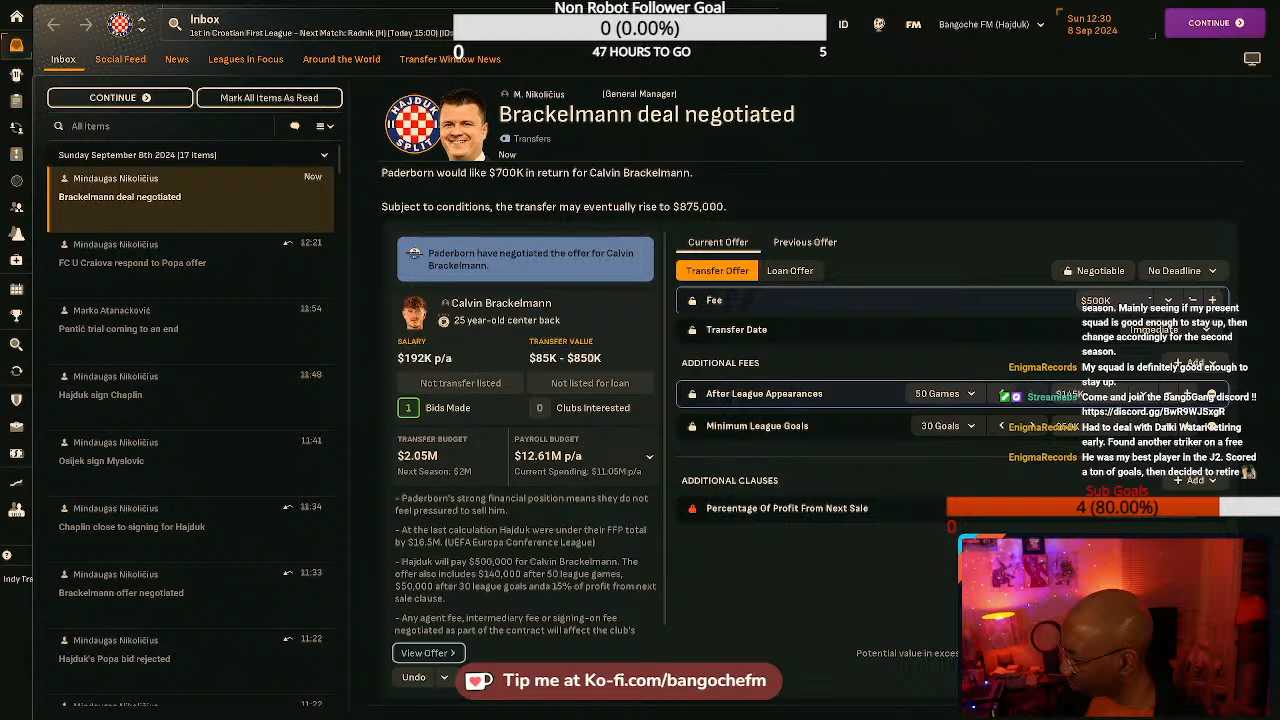 Non Robot Follower Goal
0 (0.00%)
0
47 HOURS TO GO
5
Inbox
1st in Croatian First League - Next Match: Radnik (H) [Today 15:00]
ID
FM
Bangoche FM (Hajduk)
Sun 12:30
8 Sep 2024
CONTINUE
Inbox
Social Feed
News
Leagues In Focus
Around the World
Transfer Window News
CONTINUE
Mark All Items As Read
All Items
Sunday September 8th 2024 (17 Items)
Mindaugas Nikoličius
Now
Brackelmann deal negotiated
Mindaugas Nikoličius
12:21
FC U Craiova respond to Popa offer
Marko Atanacković
11:54
Pantić trial coming to an end
Mindaugas Nikoličius
11:48
Hajduk sign Chaplin
Mindaugas Nikoličius
11:41
Osijek sign Myslovic
Mindaugas Nikoličius
11:34
Chaplin close to signing for Hajduk
Mindaugas Nikoličius
11:33
Brackelmann offer negotiated
Mindaugas Nikoličius
11:22
Hajduk's Popa bid rejected
Mindaugas Nikoličius
11:22
Indy Tre
HAJDUK
SPLIT
M. Nikoličius
(General Manager)
Brackelmann deal negotiated
Transfers
Now
Paderborn would like $700K in return for Calvin Brackelmann.
Subject to conditions, the transfer may eventually rise to $875,000.
Paderborn have negotiated the offer for Calvin
Brackelmann.
Calvin Brackelmann
25 year-old center back
SALARY
TRANSFER VALUE
$192K p/a
$85K - $850K
Not transfer listed
Not listed for loan
1
Bids Made
0
Clubs Interested
TRANSFER BUDGET
PAYROLL BUDGET
$2.05M
$12.61M p/a
Next Season: $2M
Current Spending: $11.05M p/a
- Paderborn's strong financial position means they do not
feel pressured to sell him.
- At the last calculation Hajduk were under their FFP total
by $16.5M. (UEFA Europa Conference League)
- Hajduk will pay $500,000 for Calvin Brackelmann. The
offer also includes $140,000 after 50 league games,
$50,000 after 30 league goals anda 15% of profit from next
sale clause.
- Any agent fee, intermediary fee or signing-on fee
negotiated as part of the contract will affect the club's
View Offer
Undo
Current Offer
Previous Offer
Transfer Offer
Loan Offer
Negotiable
No Deadline
Fee
$500K
Transfer Date
Immediate
ADDITIONAL FEES
+ Add
After League Appearances
50 Games
Minimum League Goals
30 Goals
ADDITIONAL CLAUSES
+ Add
Percentage Of Profit From Next Sale
Potential value in exces
season. Mainly seeing if my present
squad is good enough to stay up, then
change accordingly for the second
season.
EnigmaRecords
My squad is definitely good enough to
stay up.
Streamlabs
Come and join the BangGang discord !!
https://discord.gg/BwR9WJSxgR
EnigmaRecords
Had to deal with Daiki Watari retiring
early. Found another striker on a free
EnigmaRecords
He was my best player in the J2. Scored
a ton of goals, then decided to retire
Sub Goals
4 (80.00%)
0
Tip me at Ko-fi.com/bangochefm